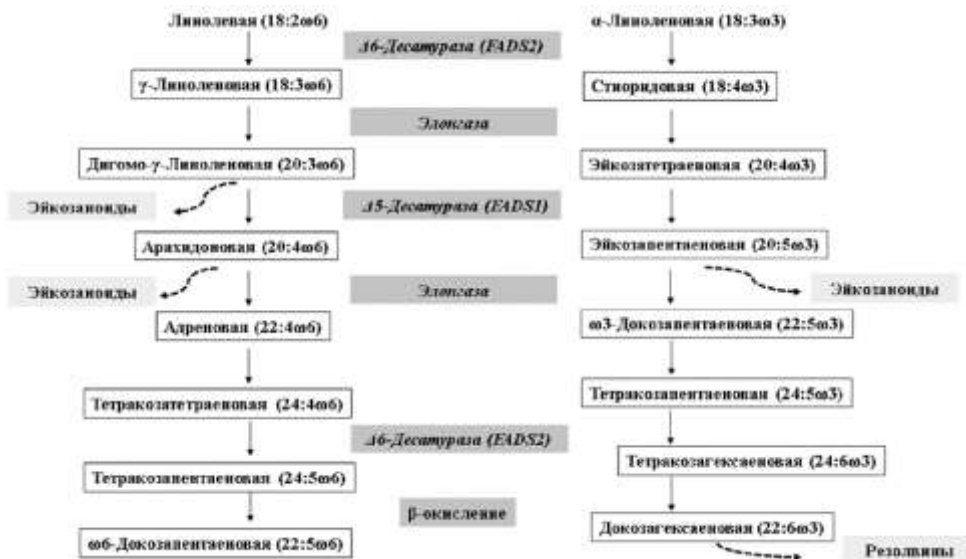 Линолевая (18:2ω6)
α-Линоленовая (18:3ω3)
Δ6-Десатураза (FADS2)
γ-Линоленовая (18:3ω6)
Стиоридовая (18:4ω3)
Элонгаза
Дигомо-γ-Линоленовая (20:3ω6)
Эйкозатетраеновая (20:4ω3)
Эйкозаноиды
Δ5-Десатураза (FADS1)
Арахидоновая (20:4ω6)
Эйкозапентаеновая (20:5ω3)
Эйкозаноиды
Элонгаза
Эйкозаноиды
Адреновая (22:4ω6)
ω3-Докозапентаеновая (22:5ω3)
Тетракозатетраеновая (24:4ω6)
Тетракозапентаеновая (24:5ω3)
Δ6-Десатураза (FADS2)
Тетракозагексаеновая (24:6ω3)
Тетракозапентаеновая (24:5ω6)
β-окисление
Докозагексаеновая (22:6ω3)
ω6-Докозапентаеновая (22:5ω6)
Резолвины